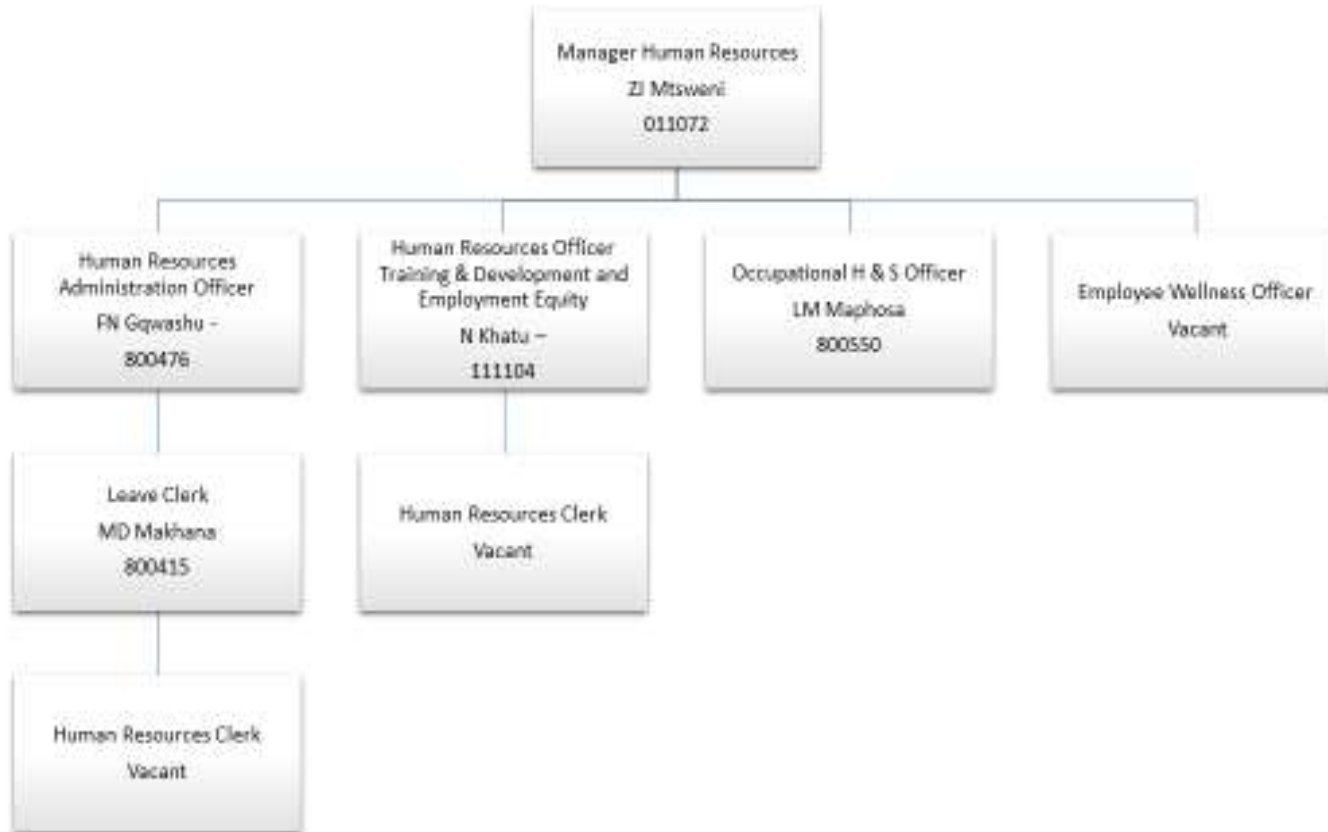 Manager Human Resources
ZJ Mtsweni
011072
Human Resources
Administration Officer
FN Gqwashu –
800476
Human Resources Officer
Training & Development and
Employment Equity
N Khatu –
111104
Occupational H & S Officer
LM Maphosa
800550
Employee Wellness Officer
Vacant
Leave Clerk
MD Makhana
800415
Human Resources Clerk
Vacant
Human Resources Clerk
Vacant